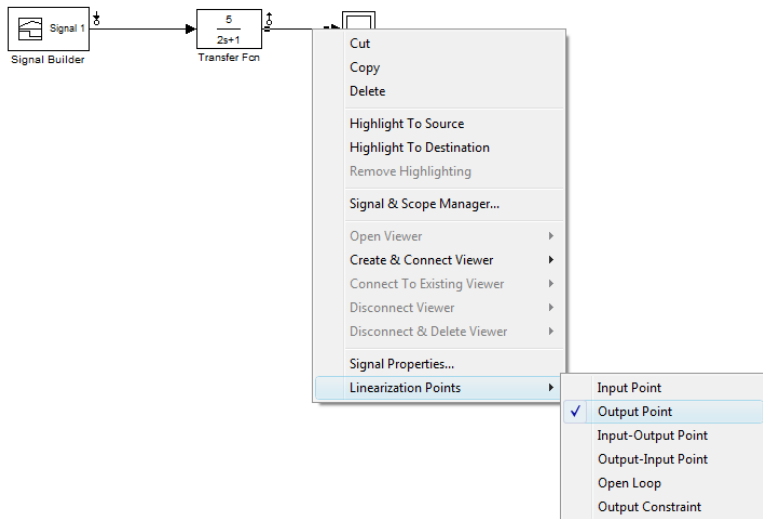 Signal 1
Signal Builder
5
2s+1
Transfer Fcn
Cut
Copy
Delete
Highlight To Source
Highlight To Destination
Remove Highlighting
Signal & Scope Manager...
Open Viewer
Create & Connect Viewer
Connect To Existing Viewer
Disconnect Viewer
Disconnect & Delete Viewer
Signal Properties...
Linearization Points
Input Point
Output Point
Input-Output Point
Output-Input Point
Open Loop
Output Constraint